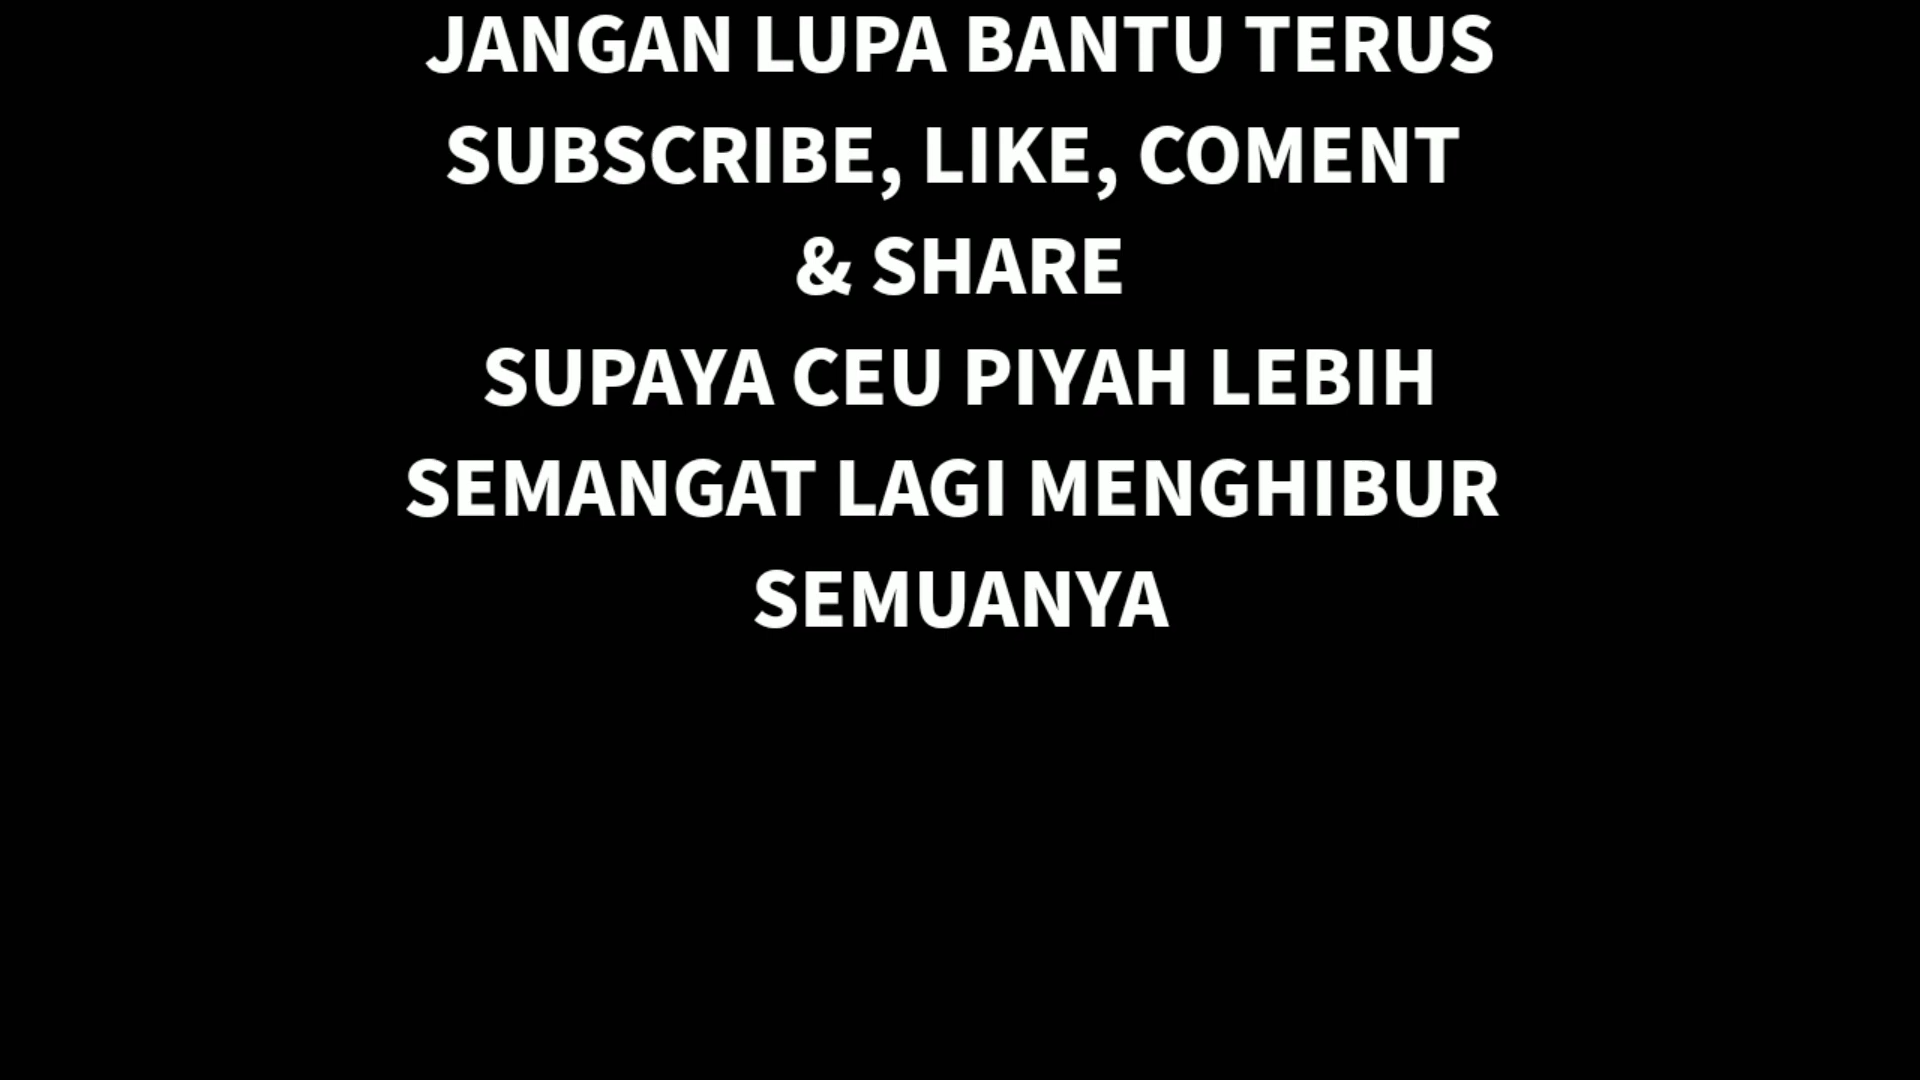 JANGAN LUPA BANTU TERUS
SUBSCRIBE, LIKE, COMENT
& SHARE
SUPAYA CEU PIYAH LEBIH
SEMANGAT LAGI MENGHIBUR
SEMUANYA